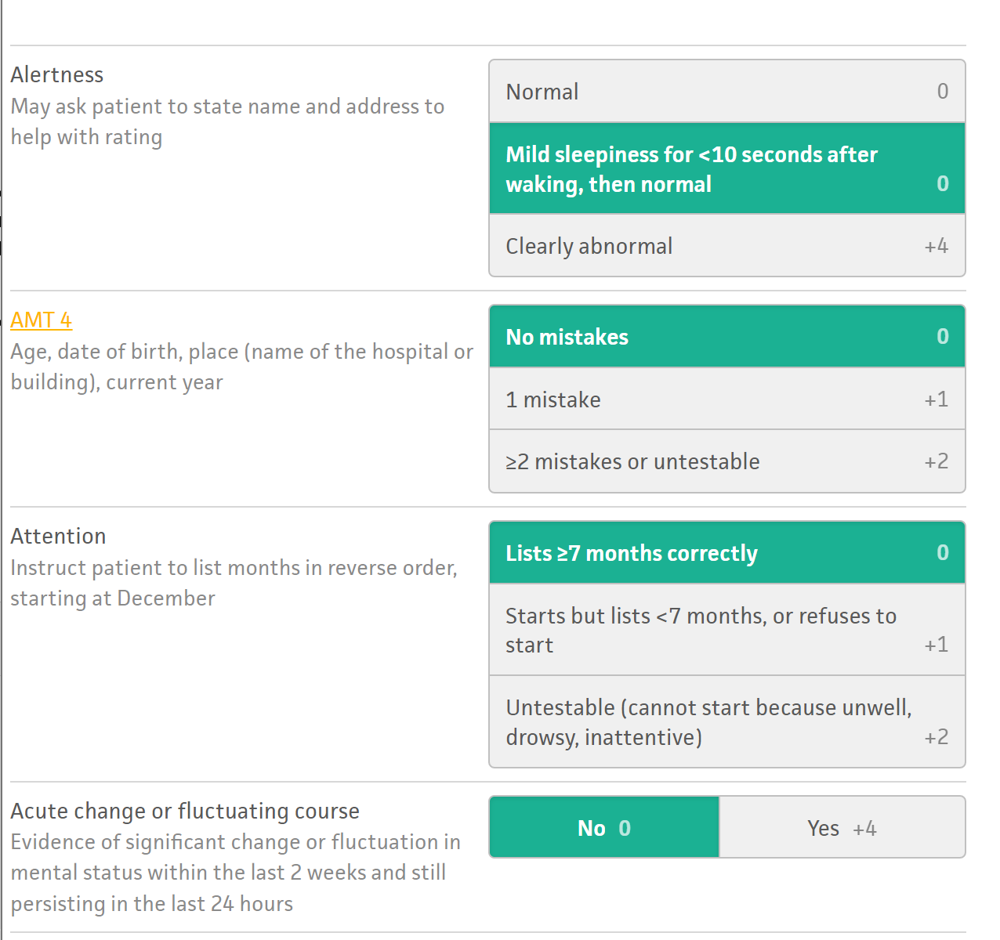 Alertness
May ask patient to state name and address to
help with rating
Normal 0
Mild sleepiness for <10 seconds after
waking, then normal 0
Clearly abnormal +4
AMT 4
Age, date of birth, place (name of the hospital or
building), current year
No mistakes 0
1 mistake +1
≥2 mistakes or untestable +2
Attention
Instruct patient to list months in reverse order,
starting at December
Lists ≥7 months correctly 0
Starts but lists <7 months, or refuses to
start +1
Untestable (cannot start because unwell,
drowsy, inattentive) +2
Acute change or fluctuating course
Evidence of significant change or fluctuation in
mental status within the last 2 weeks and still
persisting in the last 24 hours
No 0 Yes +4